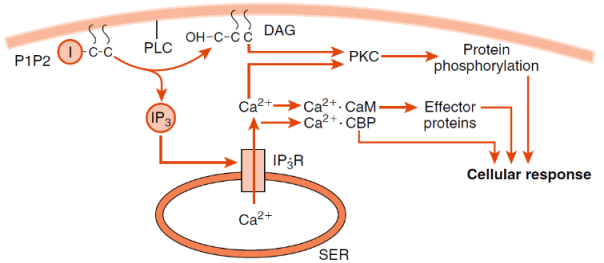 P1P2
I
-C-C
PLC
OH-C-C C
DAG
PKC
Protein
phosphorylation
IP3
Ca2+
Ca2+· CaM
Ca2+· CBP
Effector
proteins
IP3R
Cellular response
Ca2+
SER